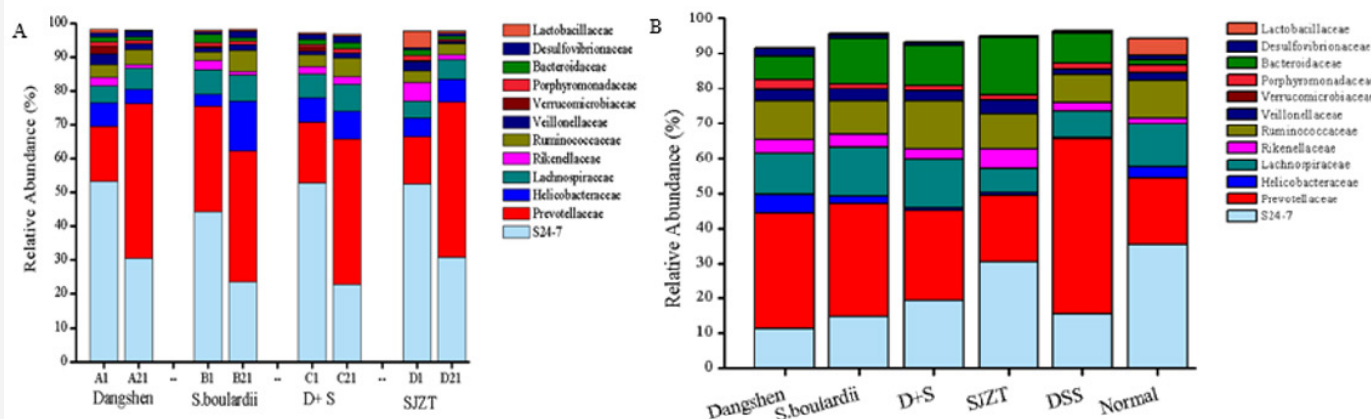 A
Relative Abundance (%)
100
90
80
70
60
50
40
30
20
10
0
A1 A21 -- B1 B21 -- C1 C21 -- D1 D21
Dangshen S.boulardii D+ S SJZT
Lactobacillaceae
Desulfovibrionaceae
Bacteroidaceae
Porphyromonadaceae
Verrucomicrobiaceae
Veillonellaceae
Ruminococcaceae
Rikenellaceae
Lachnospiraceae
Helicobacteraceae
Prevotellaceae
S24-7
B
Relative Abundance (%)
100
90
80
70
60
50
40
30
20
10
0
Dangshen S.boulardii D+S SJZT DSS Normal
Lactobacillaceae
Desulfovibrionaceae
Bacteroidaceae
Porphyromonadaceae
Verrucomicrobiaceae
Veillonellaceae
Ruminococcaceae
Rikenellaceae
Lachnospiraceae
Helicobacteraceae
Prevotellaceae
S24-7